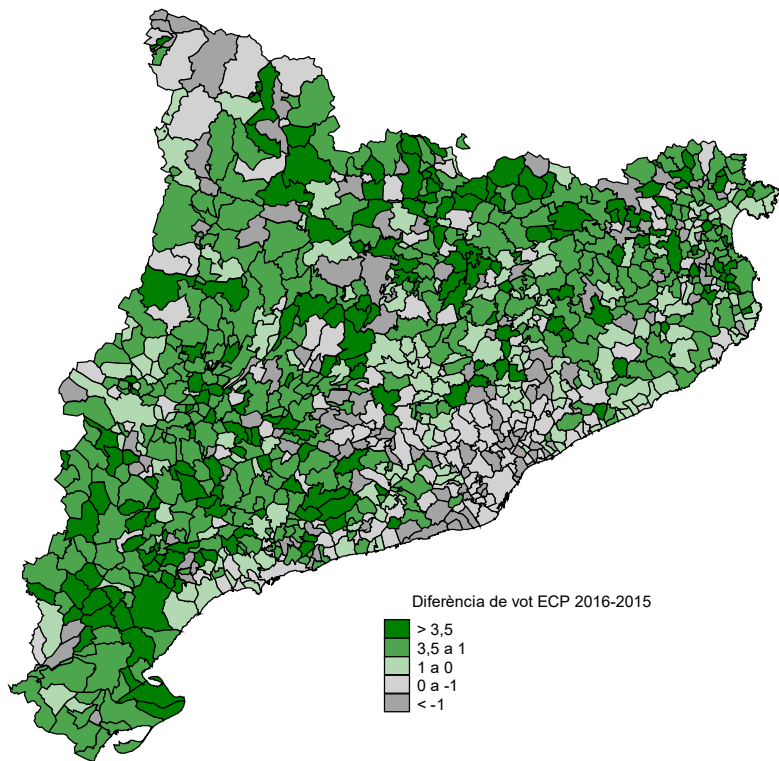 Diferència de vot ECP 2016-2015
> 3,5
3,5 a 1
1 a 0
0 a -1
< -1